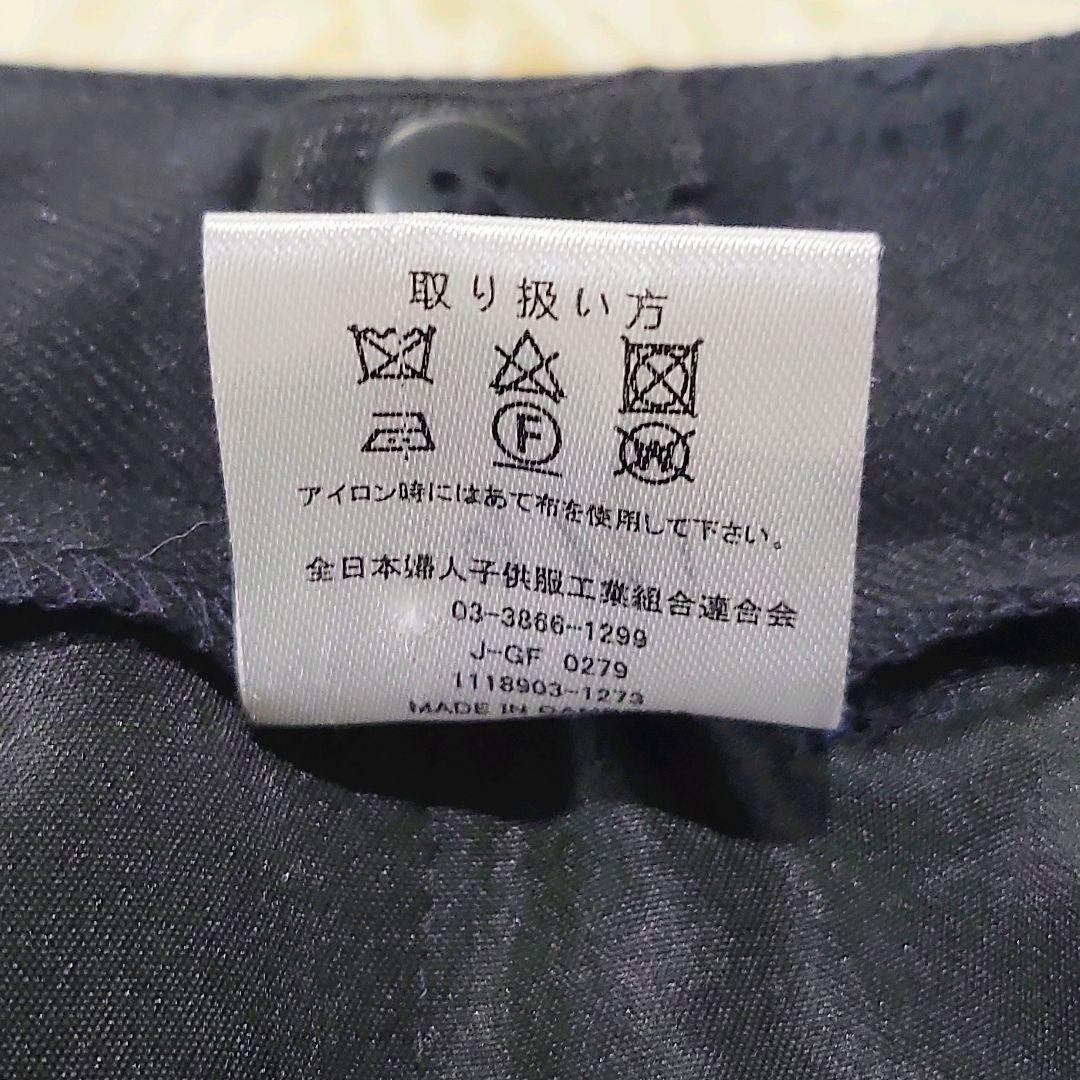 取り扱い方
F
W
アイロン時にはあて布を使用して下さい。
全日本婦人子供服工業組合連合会
03-3866-1299
J-GF 0279
1118903-1273
MADE IN